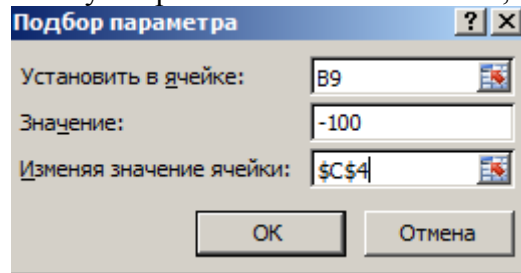 Подбор параметра
Установить в ячейке: B9
Значение: -100
Изменяя значение ячейки: $C$4
ОК Отмена